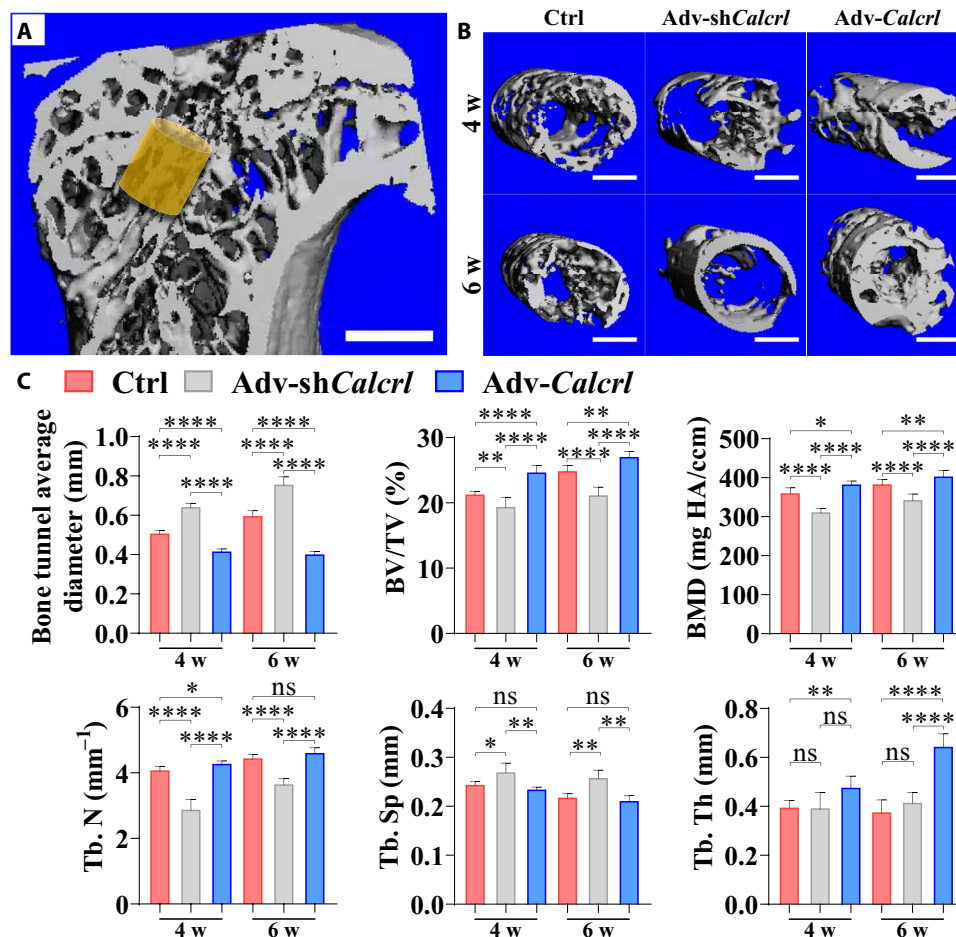 A
B
Ctrl
Adv-shCalcrl
Adv-Calcrl
4 w
6 w
C
Ctrl
Adv-shCalcrl
Adv-Calcrl
Bone tunnel average
diameter (mm)
1.0
0.8
0.6
0.4
0.2
0.0
****
****
****
****
****
****
4 w
6 w
BV/TV (%)
30
20
10
0
****
**
****
**
****
****
4 w
6 w
BMD (mg HA/ccm)
500
400
300
200
100
0
*
****
****
**
****
****
4 w
6 w
Tb. N (mm⁻¹)
6
4
2
0
*
****
****
ns
****
****
4 w
6 w
Tb. Sp (mm)
0.4
0.3
0.2
0.1
0.0
ns
*
**
ns
**
**
4 w
6 w
Tb. Th (mm)
0.8
0.6
0.4
0.2
0.0
**
ns
ns
****
ns
****
4 w
6 w